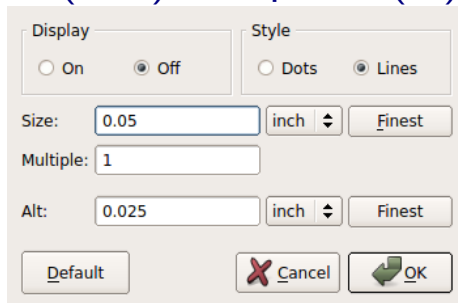 Display
Style
On
Off
Dots
Lines
Size:
0.05
inch
Finest
Multiple:
1
Alt:
0.025
inch
Finest
Default
Cancel
OK